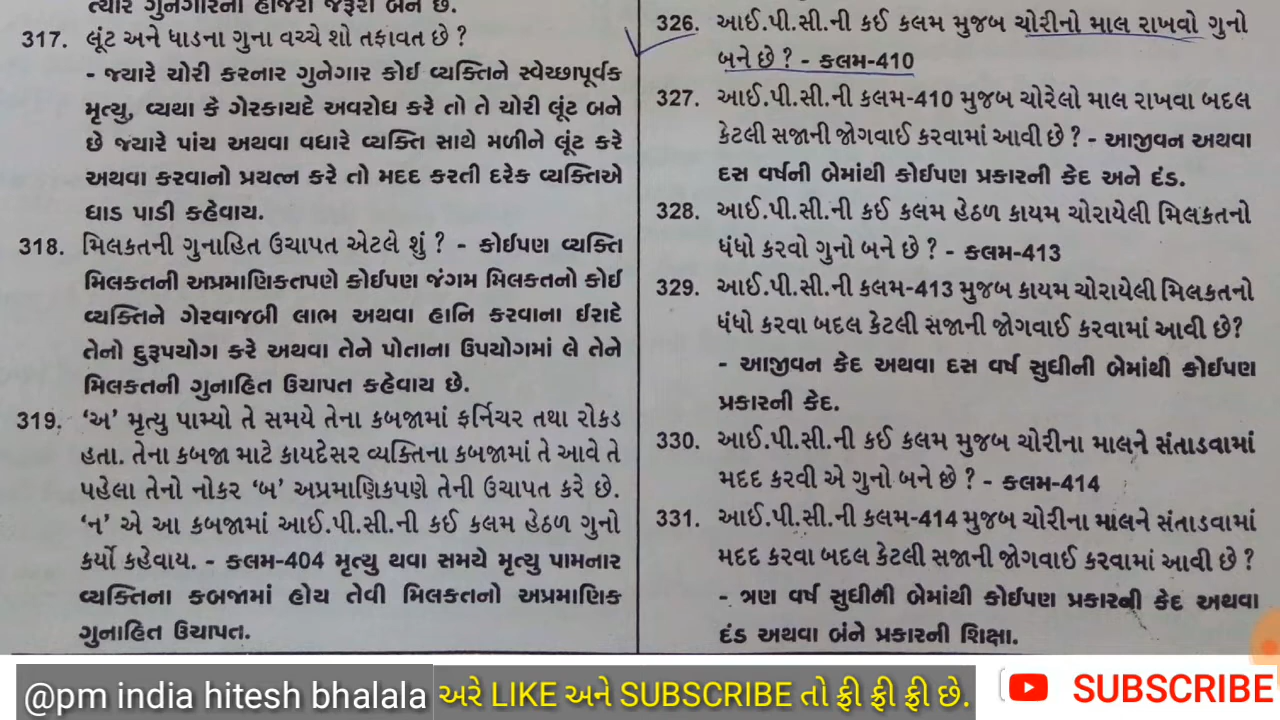 ત્યારે ગુનેગારની હાજરી જરૂરી બને છે.
317. લૂંટ અને ધાડના ગુના વચ્ચે શો તફાવત છે ?
- જ્યારે ચોરી કરનાર ગુનેગાર કોઈ વ્યક્તિને સ્વેચ્છાપૂર્વક
મૃત્યુ, વ્યથા કે ગેરકાયદે અવરોધ કરે તો તે ચોરી લૂંટ બને
છે જ્યારે પાંચ અથવા વધારે વ્યક્તિ સાથે મળીને લૂંટ કરે
અથવા કરવાનો પ્રયત્ન કરે તો મદદ કરતી દરેક વ્યક્તિએ
ધાડ પાડી કહેવાય.
318. મિલકતની ગુનાહિત ઉચાપત એટલે શું ? - કોઈપણ વ્યક્તિ
મિલકતની અપ્રમાણિકતપણે કોઈપણ જંગમ મિલકતનો કોઈ
વ્યક્તિને ગેરવાજબી લાભ અથવા હાનિ કરવાના ઈરાદે
તેનો દુરૂપયોગ કરે અથવા તેને પોતાના ઉપયોગમાં લે તેને
મિલકતની ગુનાહિત ઉચાપત કહેવાય છે.
319. ‘અ’ મૃત્યુ પામ્યો તે સમયે તેના કબજામાં ફર્નિચર તથા રોકડ
હતા. તેના કબજા માટે કાયદેસર વ્યક્તિના કબજામાં તે આવે તે
પહેલા તેનો નોકર ‘બ’ અપ્રમાણિકપણે તેની ઉચાપત કરે છે.
‘ન’ એ આ કબજામાં આઈ.પી.સી.ની કઈ કલમ હેઠળ ગુનો
કર્યો કહેવાય. - કલમ-404 મૃત્યુ થવા સમયે મૃત્યુ પામનાર
વ્યક્તિના કબજામાં હોય તેવી મિલકતનો અપ્રમાણિક
ગુનાહિત ઉચાપત.
326. આઈ.પી.સી.ની કઈ કલમ મુજબ ચોરીનો માલ રાખવો ગુનો
બને છે ? - કલમ-410
327. આઈ.પી.સી.ની કલમ-410 મુજબ ચોરેલો માલ રાખવા બદલ
કેટલી સજાની જોગવાઈ કરવામાં આવી છે ? - આજીવન અથવા
દસ વર્ષની બેમાંથી કોઈપણ પ્રકારની કેદ અને દંડ.
328. આઈ.પી.સી.ની કઈ કલમ હેઠળ કાયમ ચોરાયેલી મિલકતનો
ધંધો કરવો ગુનો બને છે ? - કલમ-413
329. આઈ.પી.સી.ની કલમ-413 મુજબ કાયમ ચોરાયેલી મિલકતનો
ધંધો કરવા બદલ કેટલી સજાની જોગવાઈ કરવામાં આવી છે?
- આજીવન કેદ અથવા દસ વર્ષ સુધીની બેમાંથી કોઈપણ
પ્રકારની કેદ.
330. આઈ.પી.સી.ની કઈ કલમ મુજબ ચોરીના માલને સંતાડવામાં
મદદ કરવી એ ગુનો બને છે ? - કલમ-414
331. આઈ.પી.સી.ની કલમ-414 મુજબ ચોરીના માલને સંતાડવામાં
મદદ કરવા બદલ કેટલી સજાની જોગવાઈ કરવામાં આવી છે ?
- ત્રણ વર્ષ સુધીની બેમાંથી કોઈપણ પ્રકારની કેદ અથવા
દંડ અથવા બંને પ્રકારની શિક્ષા.
@pm india hitesh bhalala અરે LIKE અને SUBSCRIBE તો ફ્રી ફ્રી ફ્રી છે. SUBSCRIBE